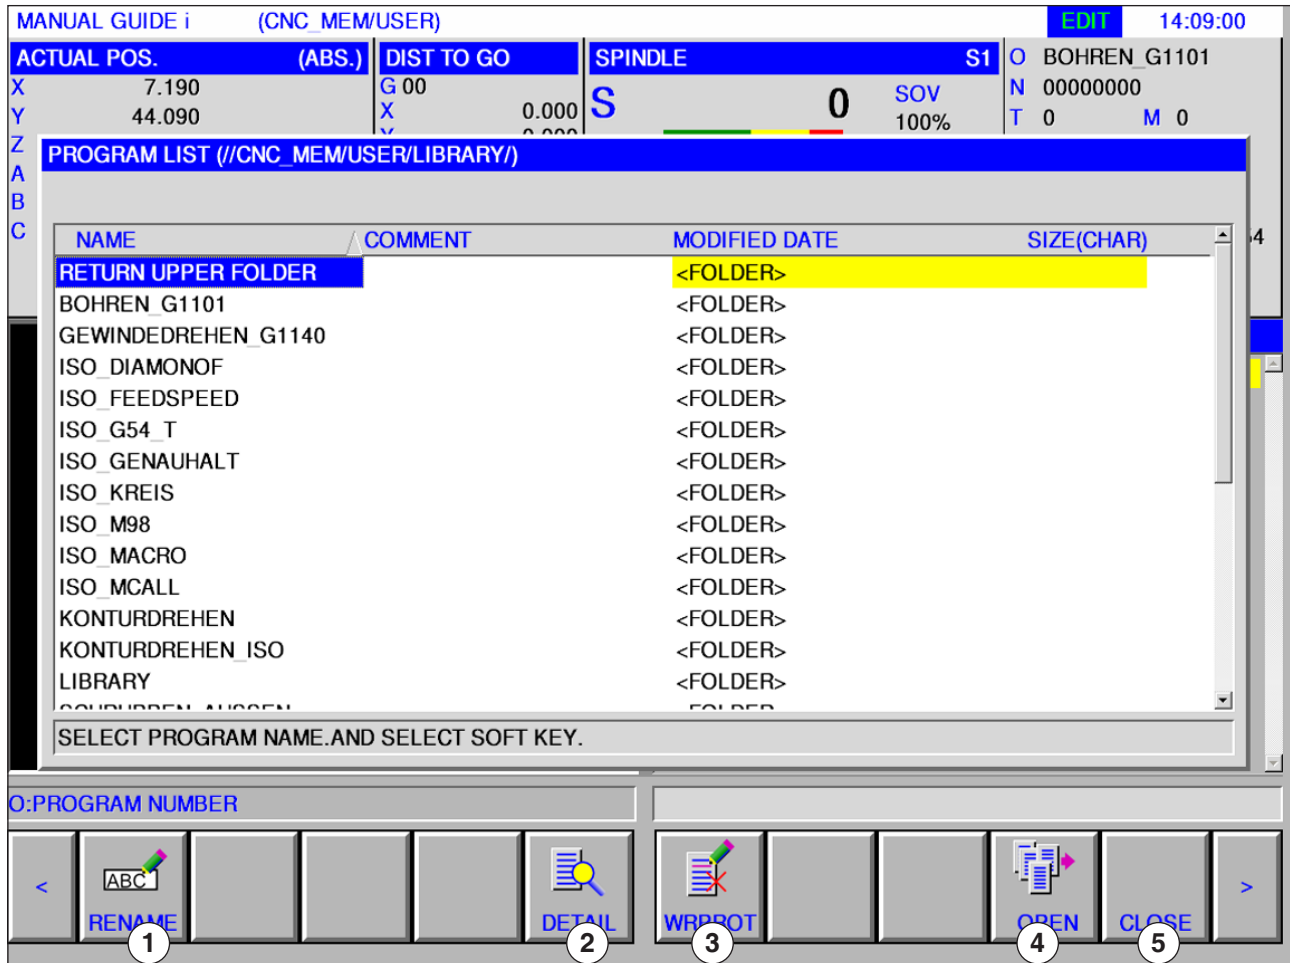 MANUAL GUIDE i (CNC_MEM/USER) EDIT 14:09:00
ACTUAL POS. (ABS.) DIST TO GO SPINDLE S1 O BOHREN_G1101
X 7.190 G 00 S 0 SOV N 00000000
Y 44.090 X 0.000 100% T 0 M 0
Z
A
B
C
PROGRAM LIST (//CNC_MEM/USER/LIBRARY/)
NAME COMMENT MODIFIED DATE SIZE(CHAR)
RETURN UPPER FOLDER <FOLDER>
BOHREN_G1101 <FOLDER>
GEWINDEDREHEN_G1140 <FOLDER>
ISO_DIAMONOF <FOLDER>
ISO_FEEDSPEED <FOLDER>
ISO_G54_T <FOLDER>
ISO_GENAUHALT <FOLDER>
ISO_KREIS <FOLDER>
ISO_M98 <FOLDER>
ISO_MACRO <FOLDER>
ISO_MCALL <FOLDER>
KONTURDREHEN <FOLDER>
KONTURDREHEN_ISO <FOLDER>
LIBRARY <FOLDER>
SELECT PROGRAM NAME.AND SELECT SOFT KEY.
O:PROGRAM NUMBER
< ABC >
RENAME DETAIL WRPROT OPEN CLOSE
1 2 3 4 5